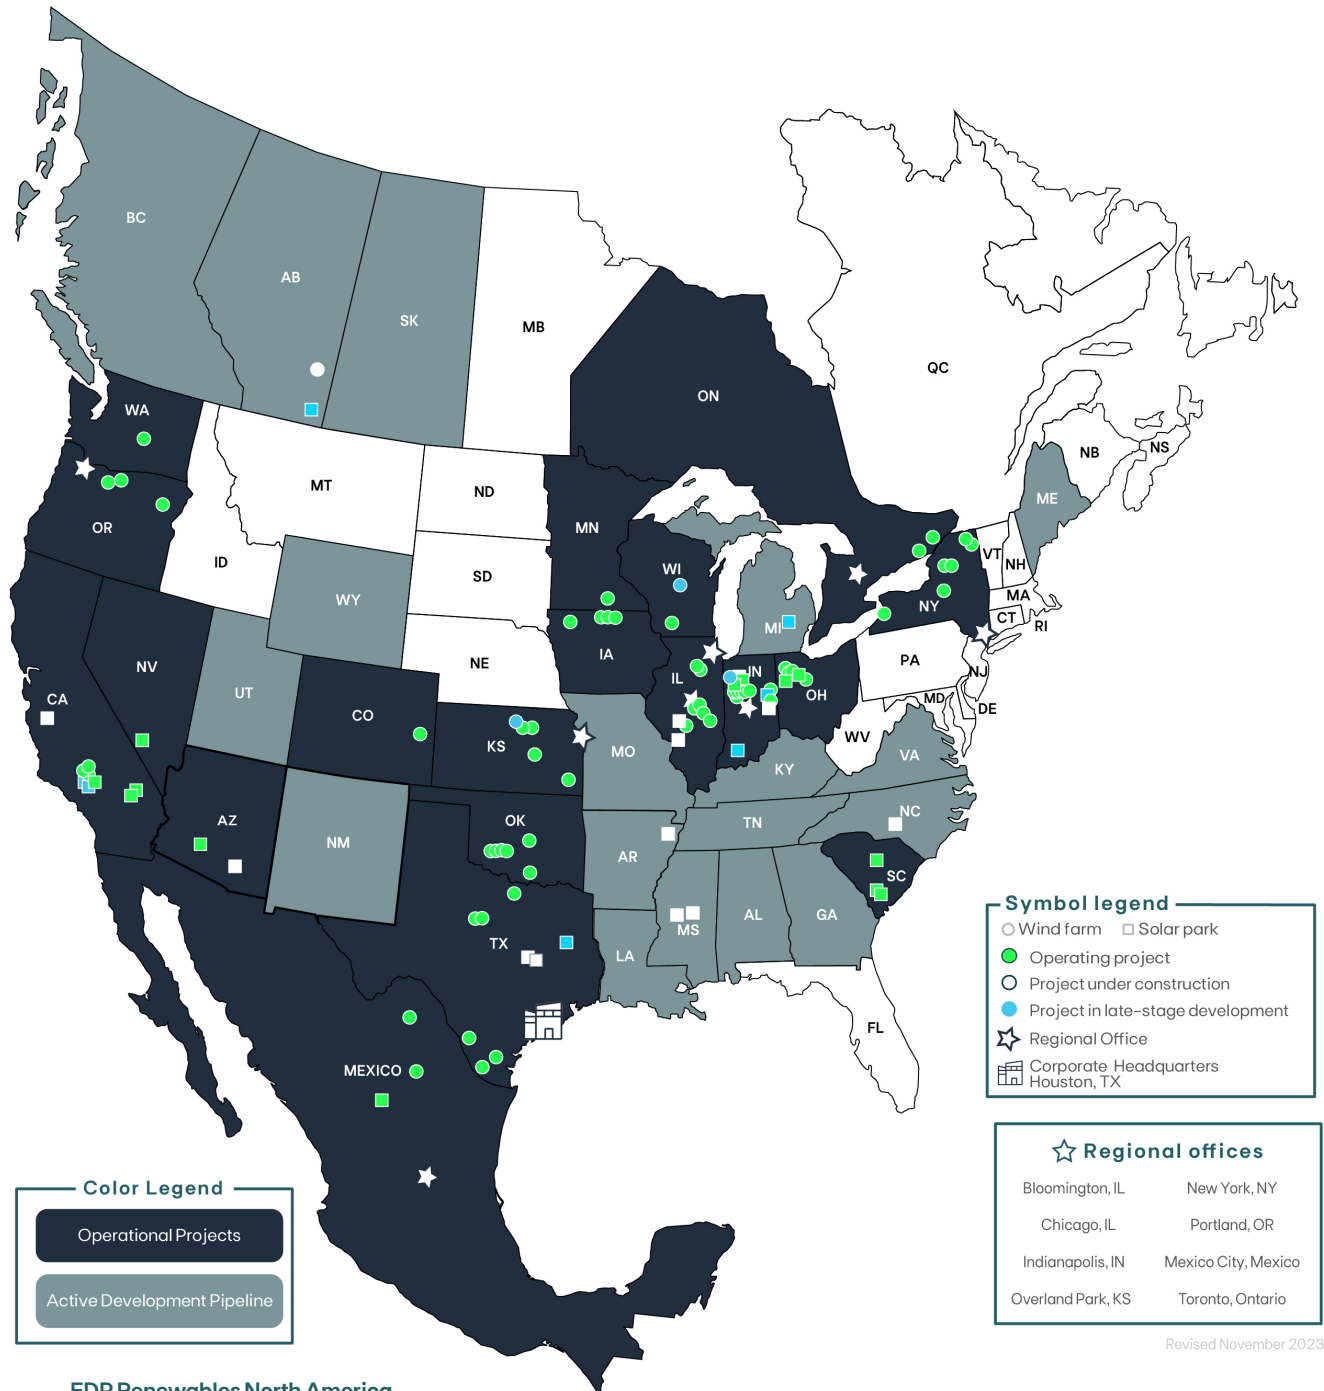 BC
AB
SK
MB
ON
QC
NB
NS
ME
WA
OR
MT
ND
MN
ID
SD
WI
WY
MI
VT
NH
NY
MA
CT
RI
NV
UT
NE
IA
IL
IN
OH
PA
NJ
MD
DE
CA
CO
KS
MO
KY
WV
VA
AZ
NM
OK
AR
TN
NC
SC
TX
LA
MS
AL
GA
FL
MEXICO
Symbol legend
Wind farm
Solar park
Operating project
Project under construction
Project in late-stage development
Regional Office
Corporate Headquarters
Houston, TX
Regional offices
Bloomington, IL
New York, NY
Chicago, IL
Portland, OR
Indianapolis, IN
Mexico City, Mexico
Overland Park, KS
Toronto, Ontario
Revised November 2023
Color Legend
Operational Projects
Active Development Pipeline
EDP Renewables North America